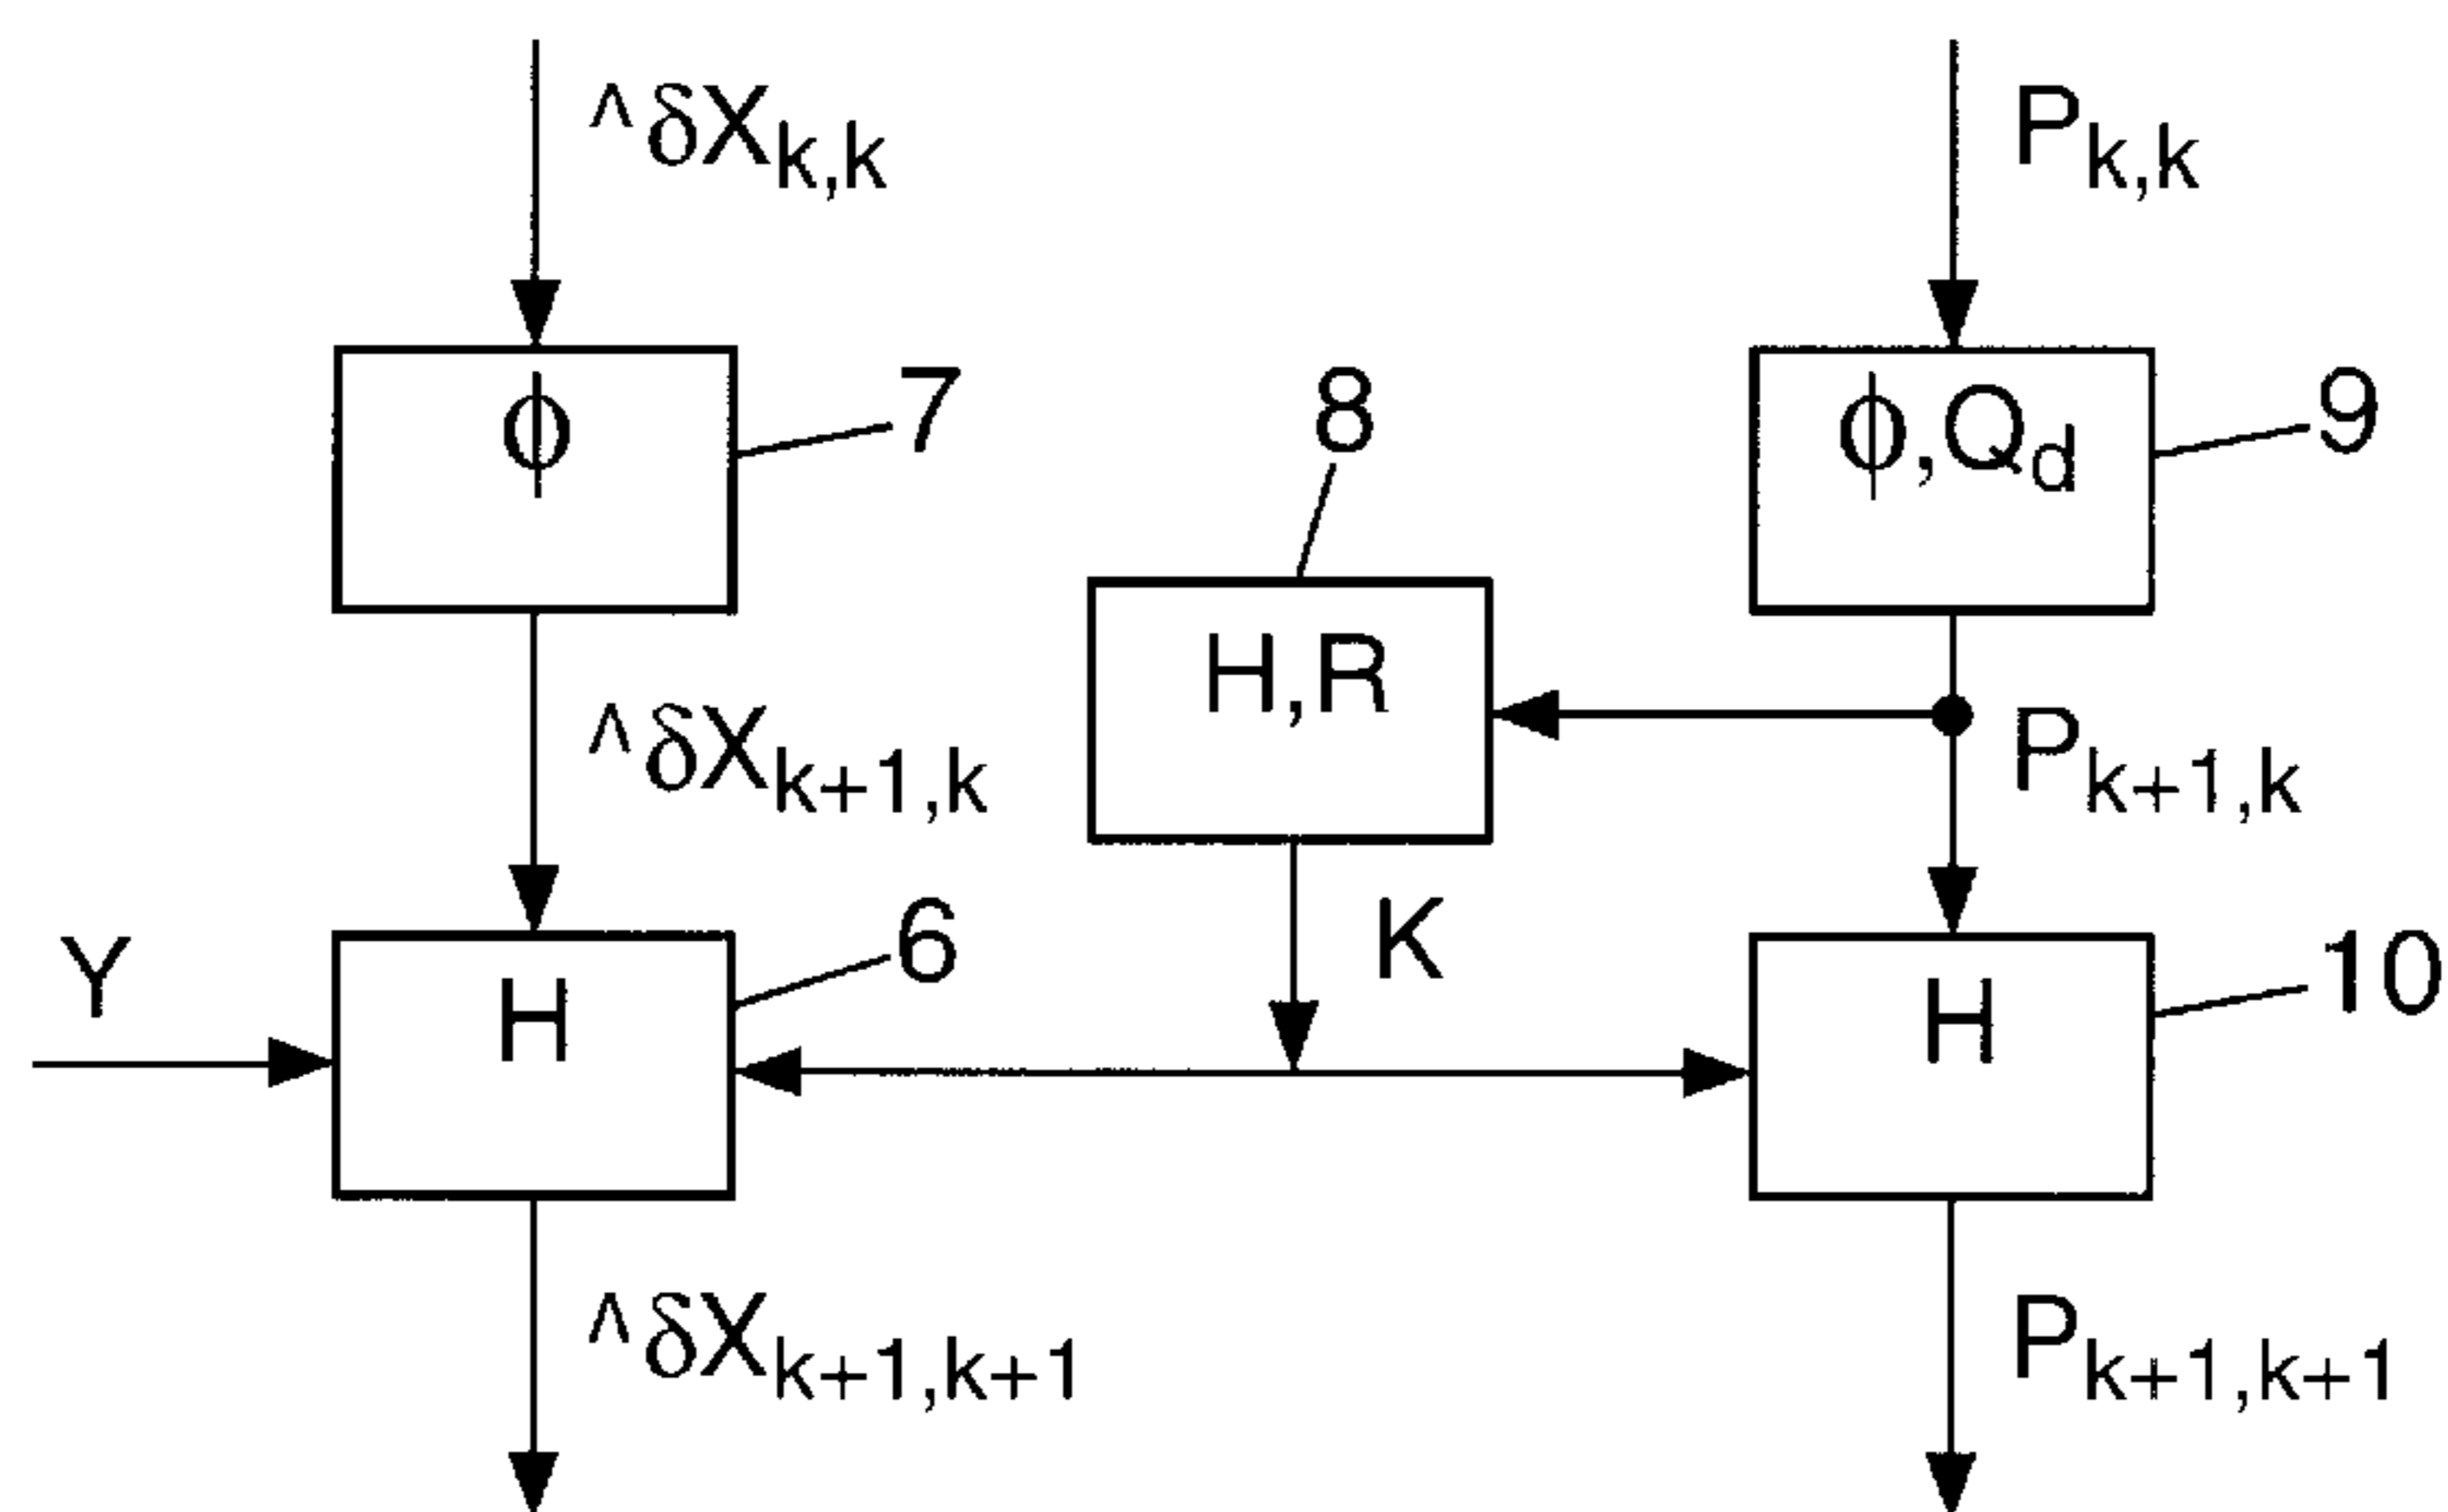 ^δX_{k,k}
P_{k,k}
ϕ
7
8
ϕ,Q_d
9
H,R
^δX_{k+1,k}
P_{k+1,k}
Y
H
6
K
H
10
^δX_{k+1,k+1}
P_{k+1,k+1}